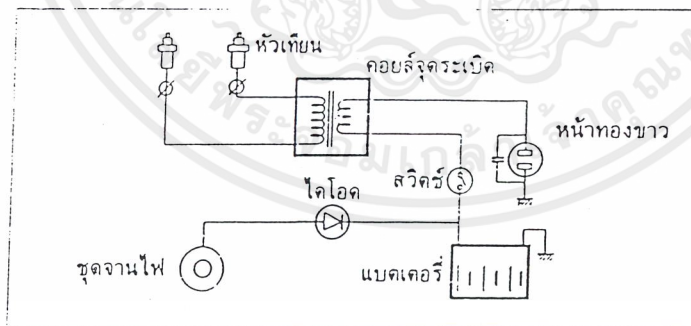 หัวเทียน
คอยล์จุดระเบิด
หน้าทองขาว
สวิตซ์
ไดโอด
ชุดจานไฟ
แบตเตอรี่